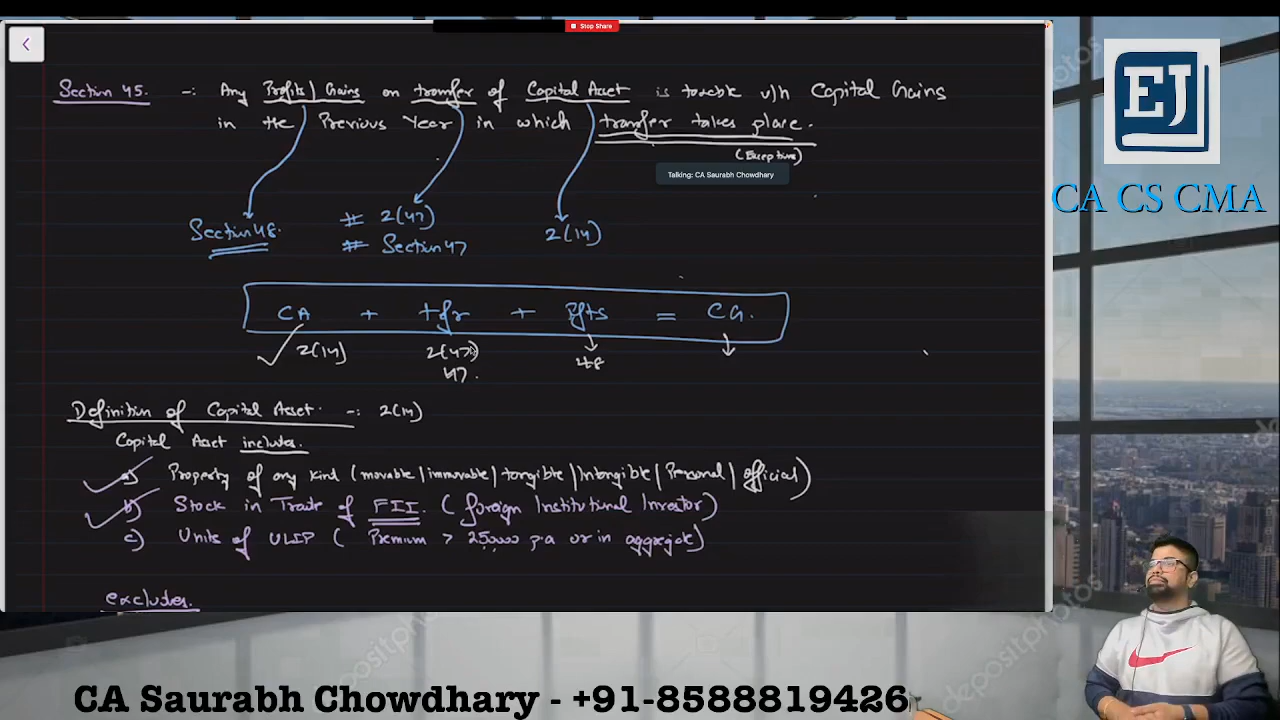 Stop Share
Section 45 -: Any Profits/Gains on transfer of Capital Asset is taxable u/h Capital Gains
in the Previous Year in which transfer takes place.
(Exceptions)
Talking: CA Saurabh Chowdhary
Section 48. # 2(47) 2(14)
# Section 47
CA + tfr + Pfts = CG.
2(14) 2(47) 48
47.
Definition of Capital Asset -: 2(14)
Capital Asset includes.
a) Property of any kind (movable/immovable/tangible/Intangible/Personal/official)
b) Stock in Trade of FII. (foreign Institutional Investor)
c) Units of ULIP ( Premium > 25,0,000 p.a or in aggregate)
excludes.
EJ
CA CS CMA
depositphotos
CA Saurabh Chowdhary - +91-8588819426